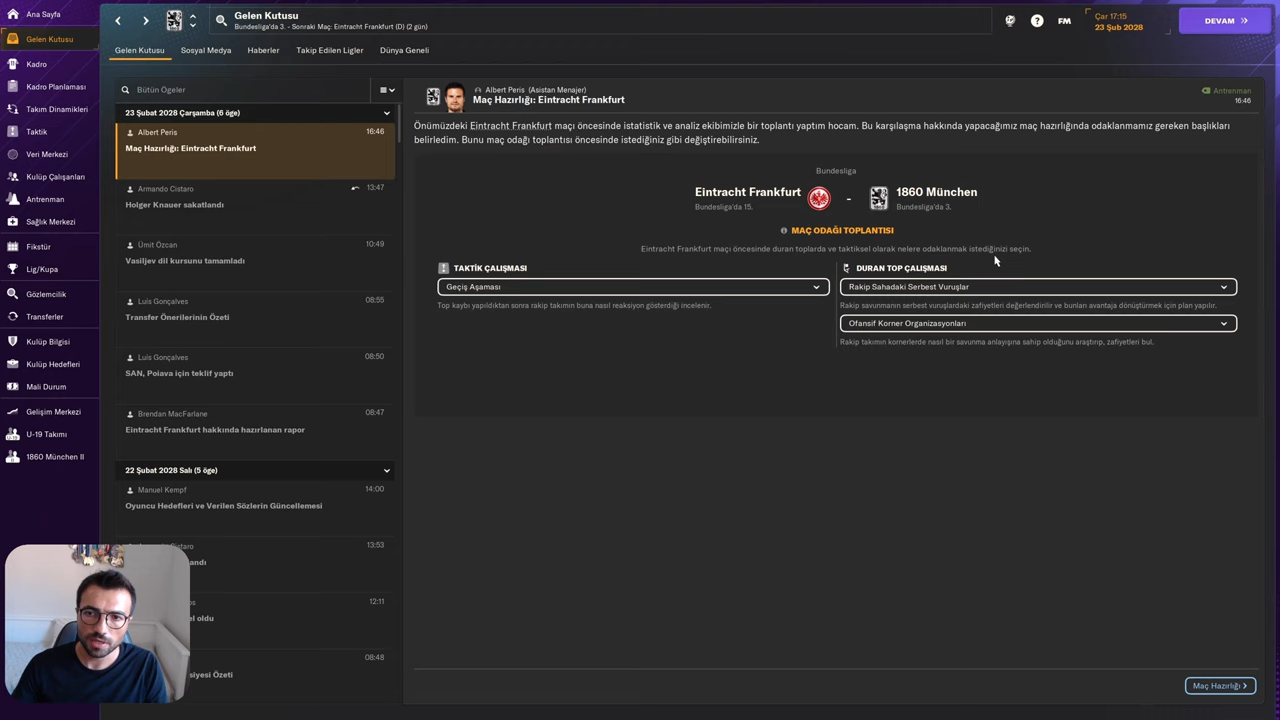 Ana Sayfa
Gelen Kutusu
Kadro
Kadro Planlaması
Takım Dinamikleri
Taktik
Veri Merkezi
Kulüp Çalışanları
Antrenman
Sağlık Merkezi
Fikstür
Lig/Kupa
Gözlemcilik
Transferler
Kulüp Bilgisi
Kulüp Hedefleri
Mali Durum
Gelişim Merkezi
U-19
U-19 Takımı
1860 München II
Gelen Kutusu
Bundesliga'da 3. - Sonraki Maç: Eintracht Frankfurt (D) (2 gün)
?
FM
Çar 17:15
23 Şub 2028
DEVAM
Gelen Kutusu
Sosyal Medya
Haberler
Takip Edilen Ligler
Dünya Geneli
Bütün Ögeler
23 Şubat 2028 Çarşamba (6 öge)
Albert Peris
16:46
Maç Hazırlığı: Eintracht Frankfurt
Armando Cistaro
13:47
Holger Knauer sakatlandı
Ümit Özcan
10:49
Vasiljev dil kursunu tamamladı
Luis Gonçalves
08:55
Transfer Önerilerinin Özeti
Luis Gonçalves
08:50
SAN, Poiava için teklif yaptı
Brendan MacFarlane
08:47
Eintracht Frankfurt hakkında hazırlanan rapor
22 Şubat 2028 Salı (5 öge)
Manuel Kempf
14:00
Oyuncu Hedefleri ve Verilen Sözlerin Güncellemesi
taro
13:53
andı
12:11
el oldu
08:48
siyesi Özeti
Albert Peris (Asistan Menajer)
Maç Hazırlığı: Eintracht Frankfurt
Antrenman
16:46
Önümüzdeki Eintracht Frankfurt maçı öncesinde istatistik ve analiz ekibimizle bir toplantı yaptım hocam. Bu karşılaşma hakkında yapacağımız maç hazırlığında odaklanmamız gereken başlıkları
belirledim. Bunu maç odağı toplantısı öncesinde istediğiniz gibi değiştirebilirsiniz.
Bundesliga
Eintracht Frankfurt
Bundesliga'da 15.
-
1860 München
Bundesliga'da 3.
MAÇ ODAĞI TOPLANTISI
Eintracht Frankfurt maçı öncesinde duran toplarda ve taktiksel olarak nelere odaklanmak istediğinizi seçin.
TAKTİK ÇALIŞMASI
Geçiş Aşaması
Top kaybı yapıldıktan sonra rakip takımın buna nasıl reaksiyon gösterdiği incelenir.
DURAN TOP ÇALIŞMASI
Rakip Sahadaki Serbest Vuruşlar
Rakip savunmanın serbest vuruşlardaki zafiyetleri değerlendirilir ve bunları avantaja dönüştürmek için plan yapılır.
Ofansif Korner Organizasyonları
Rakip takımın kornerlerde nasıl bir savunma anlayışına sahip olduğunu araştırıp, zafiyetleri bul.
Maç Hazırlığı